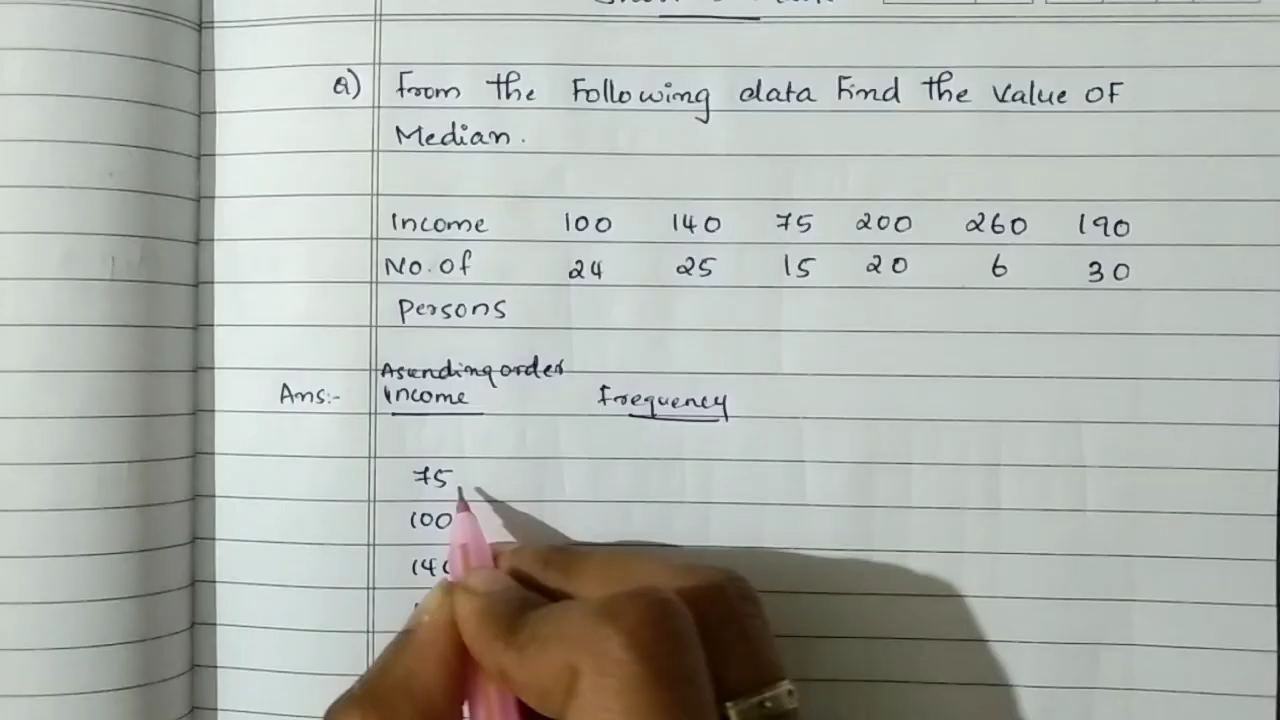 Q) From the Following data Find the Value OF
Median.
Income 100 140 75 200 260 190
No. of 24 25 15 20 6 30
Persons
Asending order
Ans:- Income Frequency
75
100